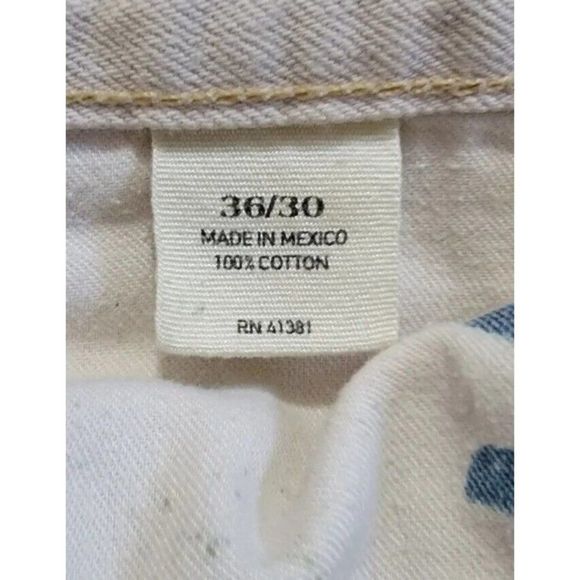 36/30
MADE IN MEXICO
100% COTTON
RN 41381